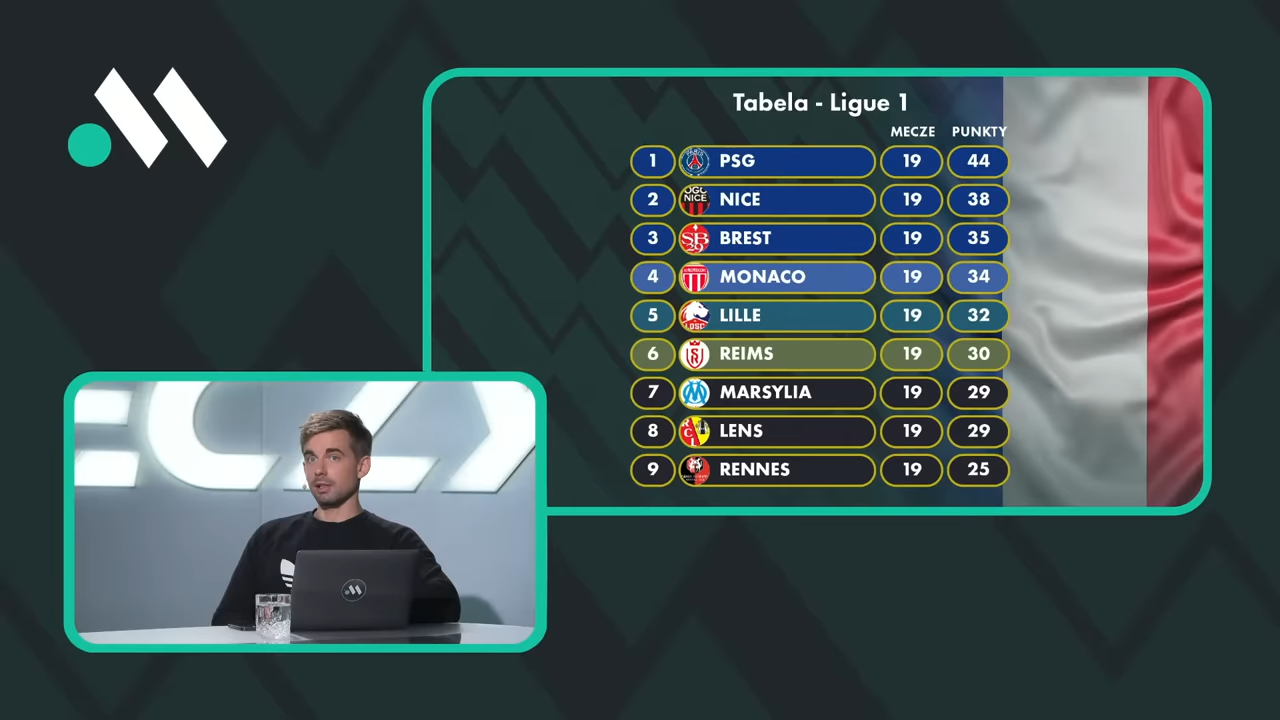 Tabela - Ligue 1
MECZE PUNKTY
1 PSG 19 44
2 NICE 19 38
3 BREST 19 35
4 MONACO 19 34
5 LILLE 19 32
6 REIMS 19 30
7 MARSYLIA 19 29
8 LENS 19 29
9 RENNES 19 25